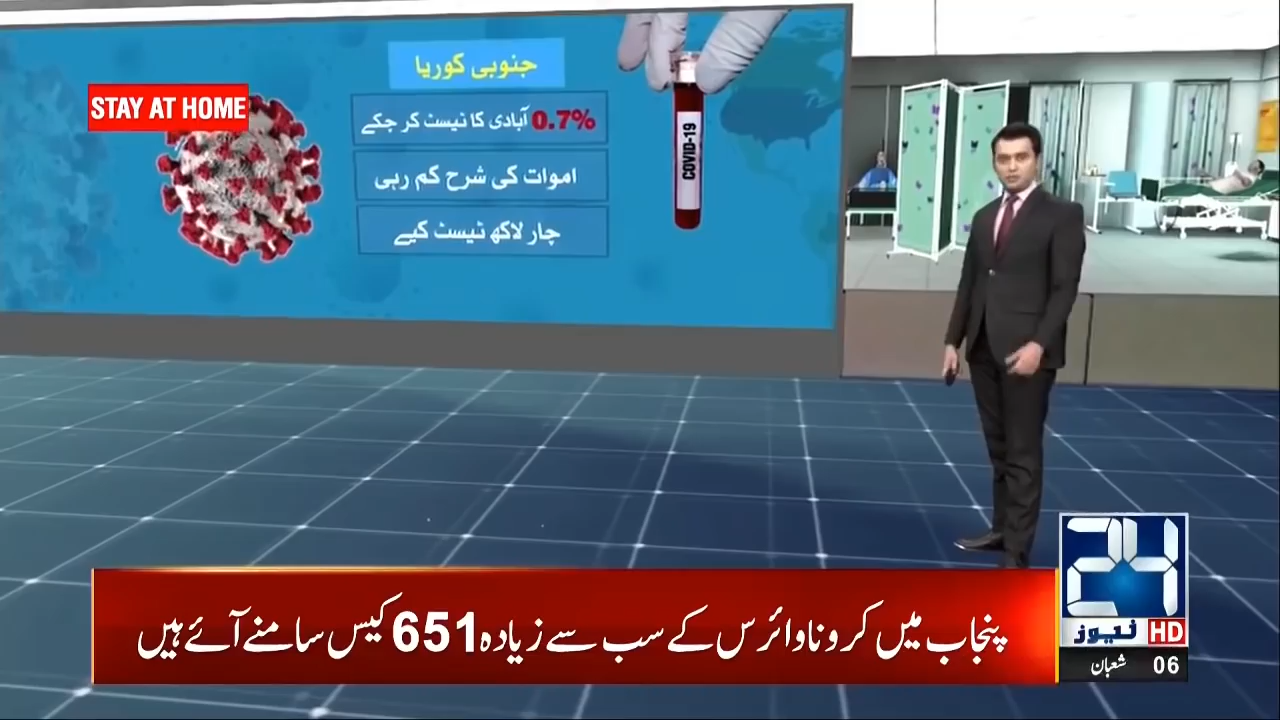 جنوبی کوریا
STAY AT HOME
0.7% آبادی کا ٹیسٹ کر چکے
اموات کی شرح کم رہی
چار لاکھ ٹیسٹ کیے
COVID-19
پنجاب میں کرونا وائرس کے سب سے زیادہ 651 کیس سامنے آئے ہیں
24
نیوز HD
06 شعبان